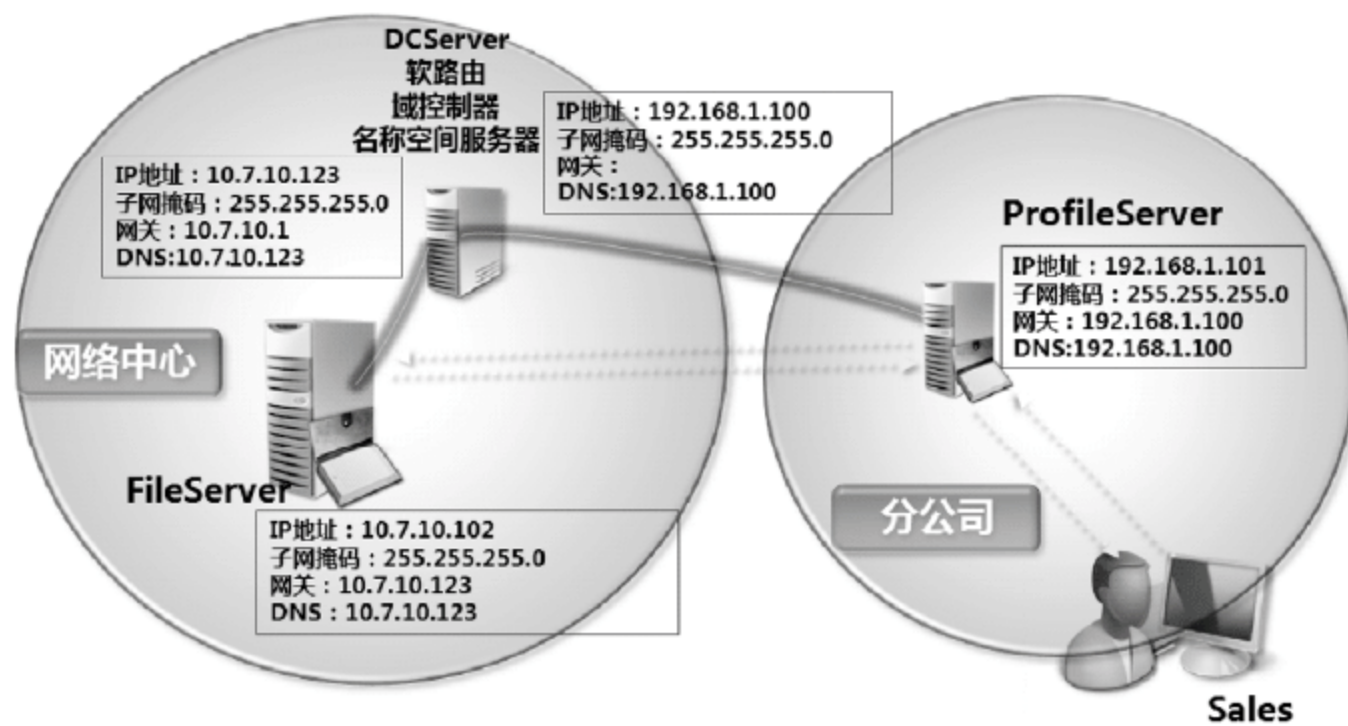 DCServer
软路由
域控制器
名称空间服务器
IP地址：192.168.1.100
子网掩码：255.255.255.0
网关：
DNS:192.168.1.100
IP地址：10.7.10.123
子网掩码：255.255.255.0
网关：10.7.10.1
DNS:10.7.10.123
ProfileServer
IP地址：192.168.1.101
子网掩码：255.255.255.0
网关：192.168.1.100
DNS:192.168.1.100
网络中心
FileServer
IP地址：10.7.10.102
子网掩码：255.255.255.0
网关：10.7.10.123
DNS：10.7.10.123
分公司
Sales